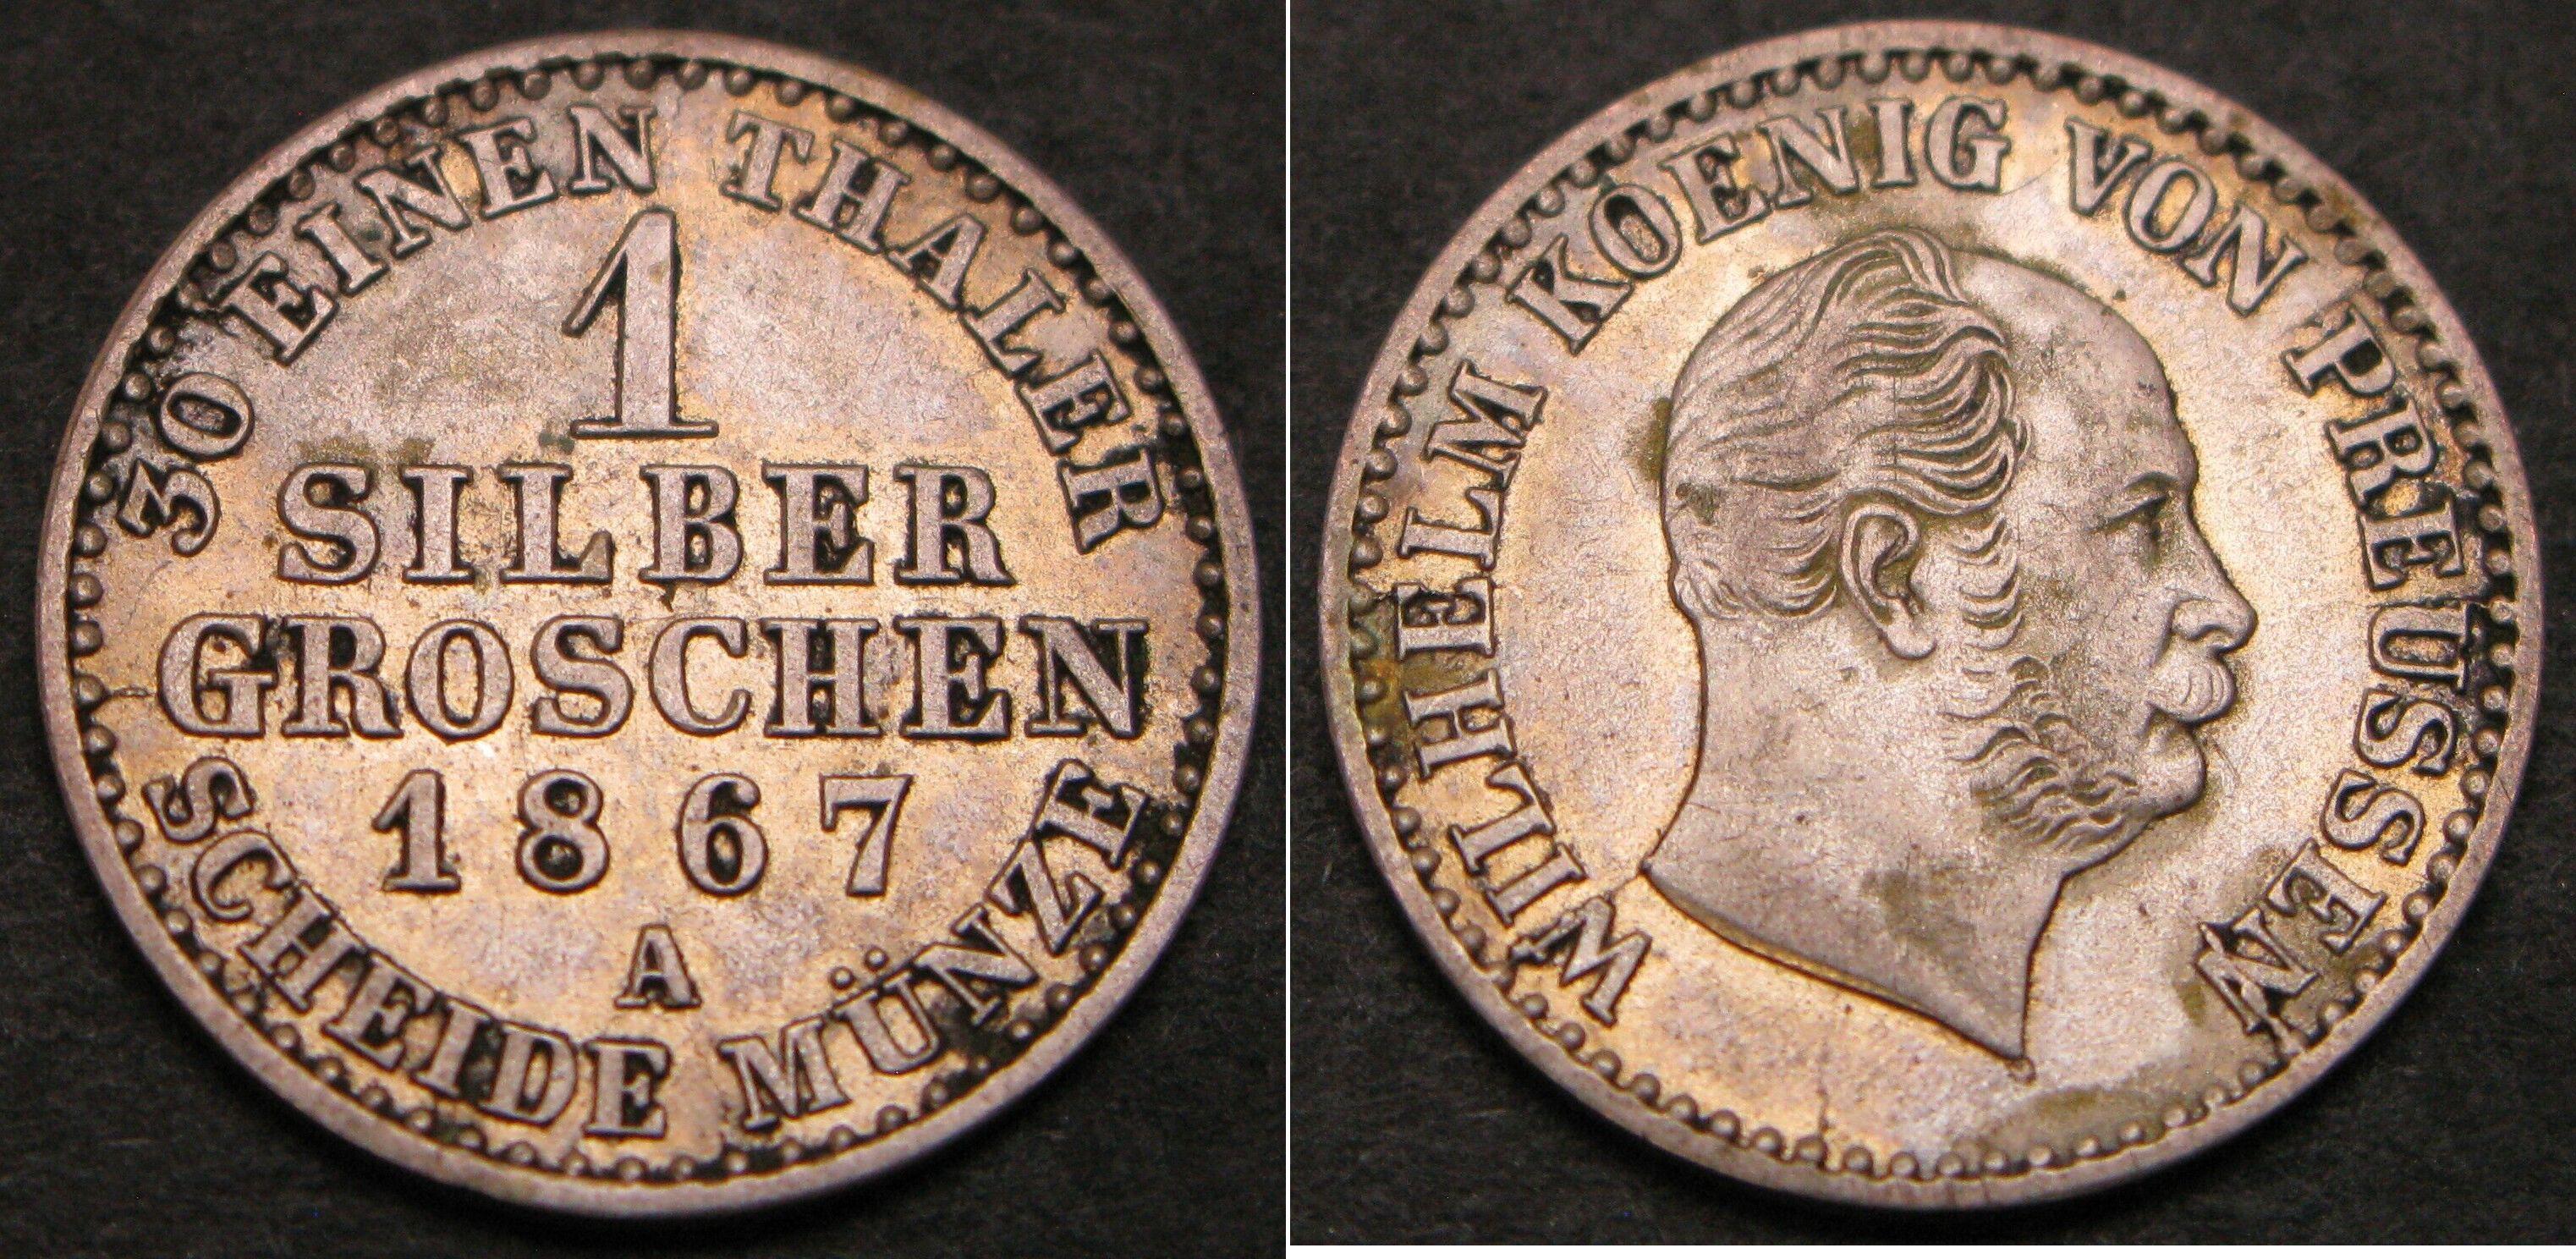 30 EINEN THALER
1
SILBER
GROSCHEN
1867
A
SCHEIDE MÜNZE
WILHELM KOENIG VON PREUSSEN